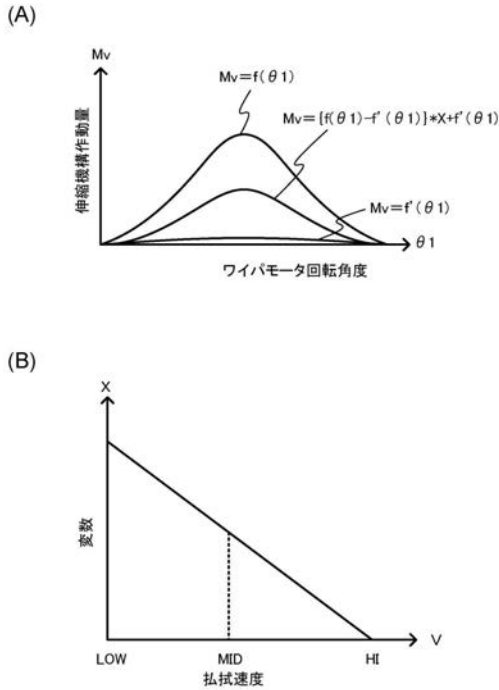 (A)
Mv
Mv=f(θ1)
Mv={f(θ1)-f'(θ1)}*X+f'(θ1)
Mv=f'(θ1)
伸縮機構作動量
θ1
ワイパモータ回転角度
(B)
X
変数
V
LOW MID HI
払拭速度